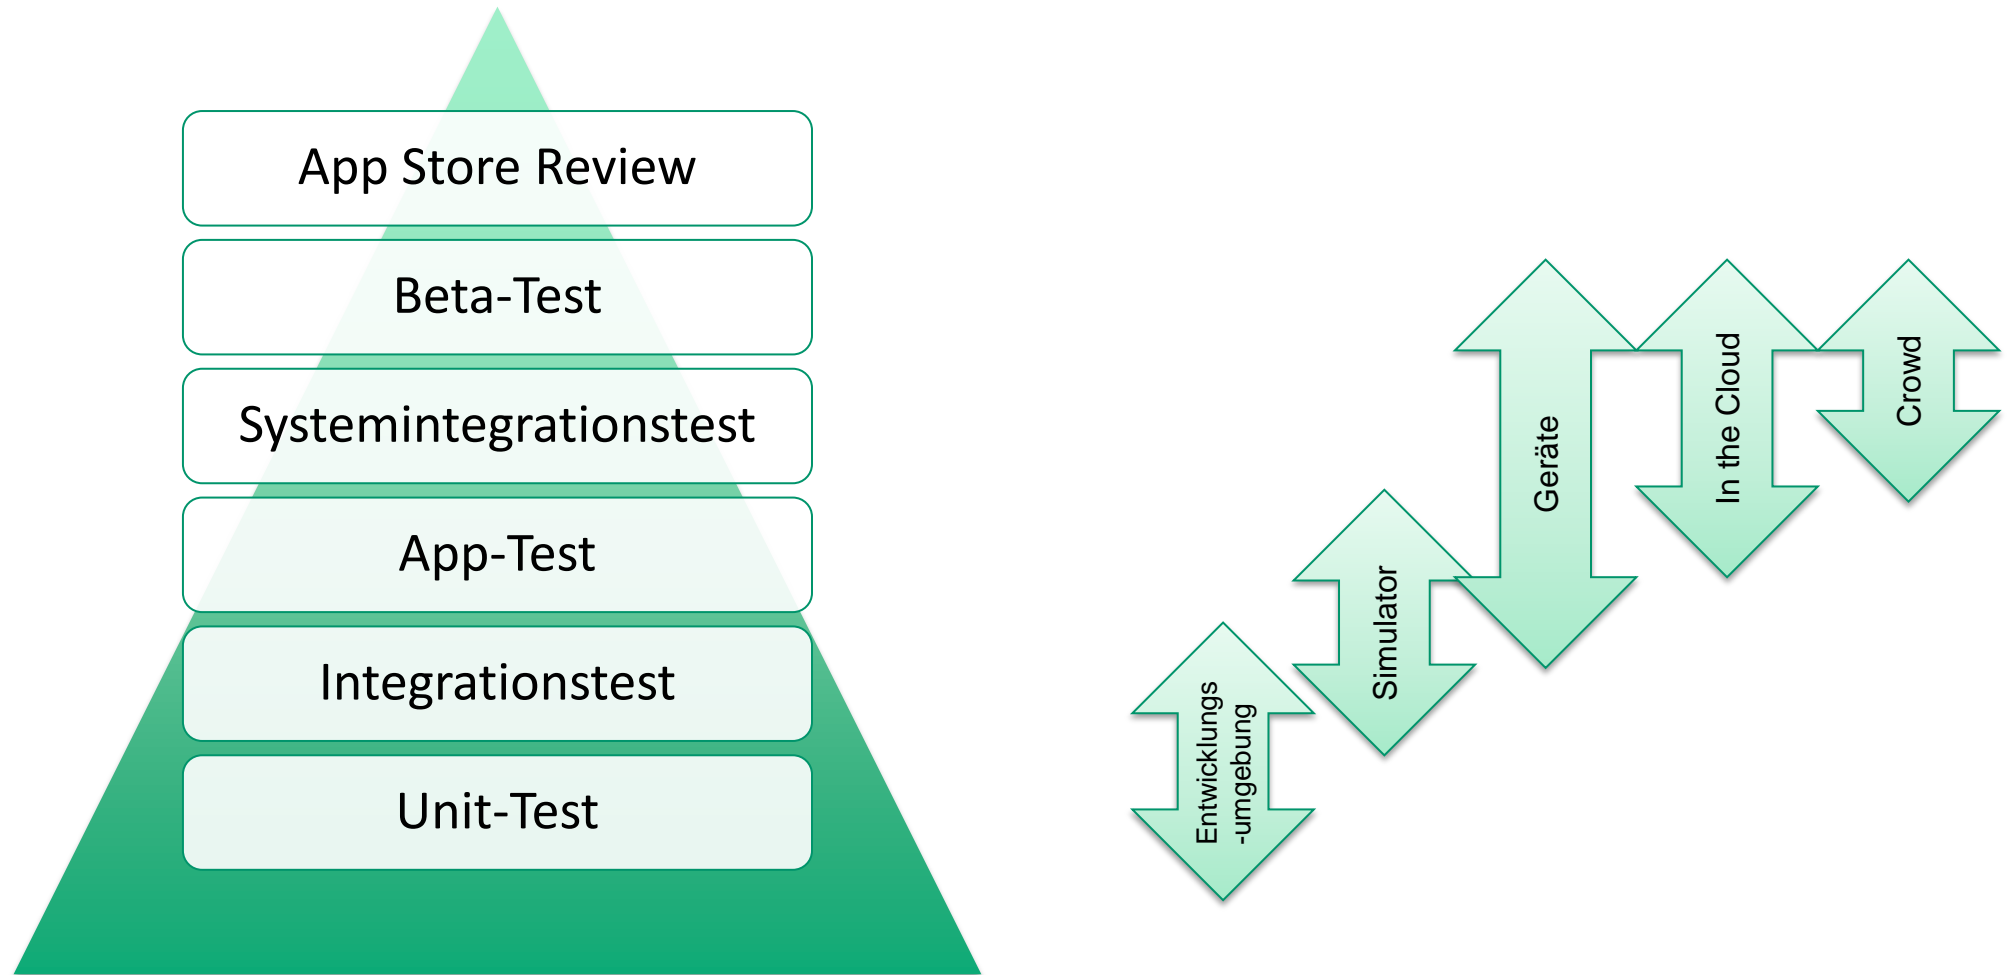 App Store Review
Beta-Test
Systemintegrationstest
App-Test
Integrationstest
Unit-Test
Entwicklungs
-umgebung
Simulator
Geräte
In the Cloud
Crowd